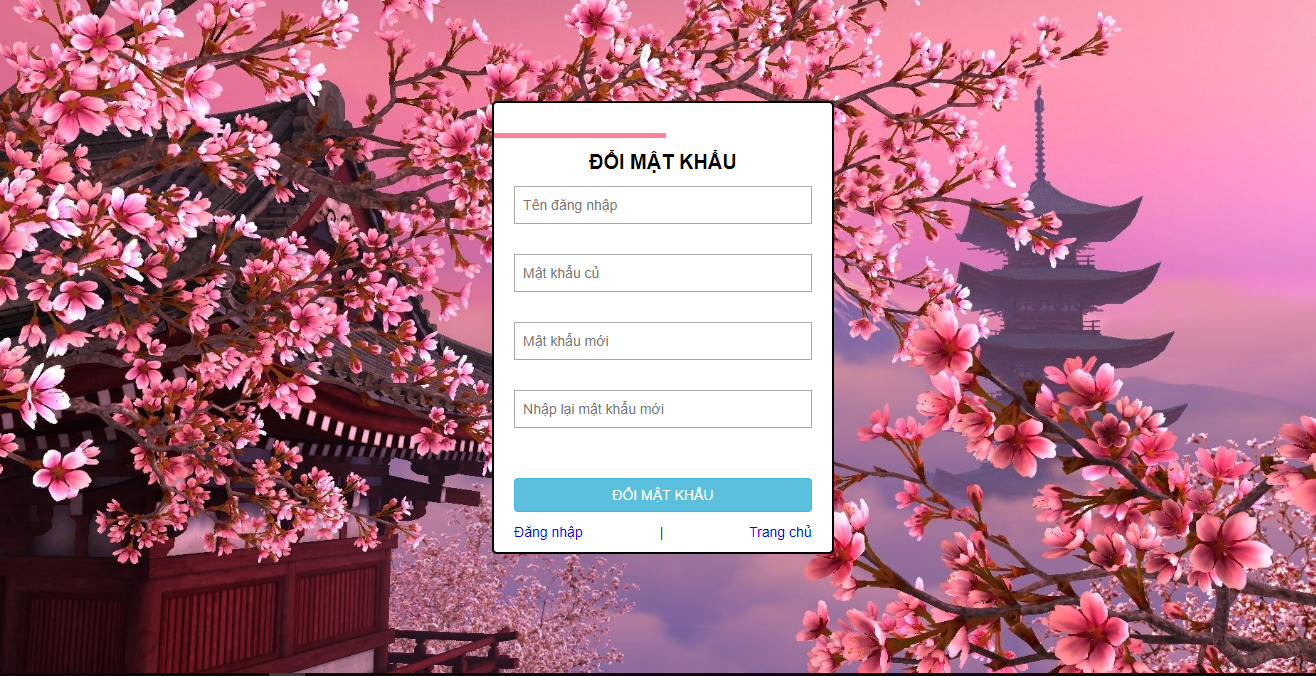 ĐỔI MẬT KHẨU
Tên đăng nhập
Mật khẩu củ
Mật khẩu mới
Nhập lại mật khẩu mới
ĐỔI MẬT KHẨU
Đăng nhập | Trang chủ